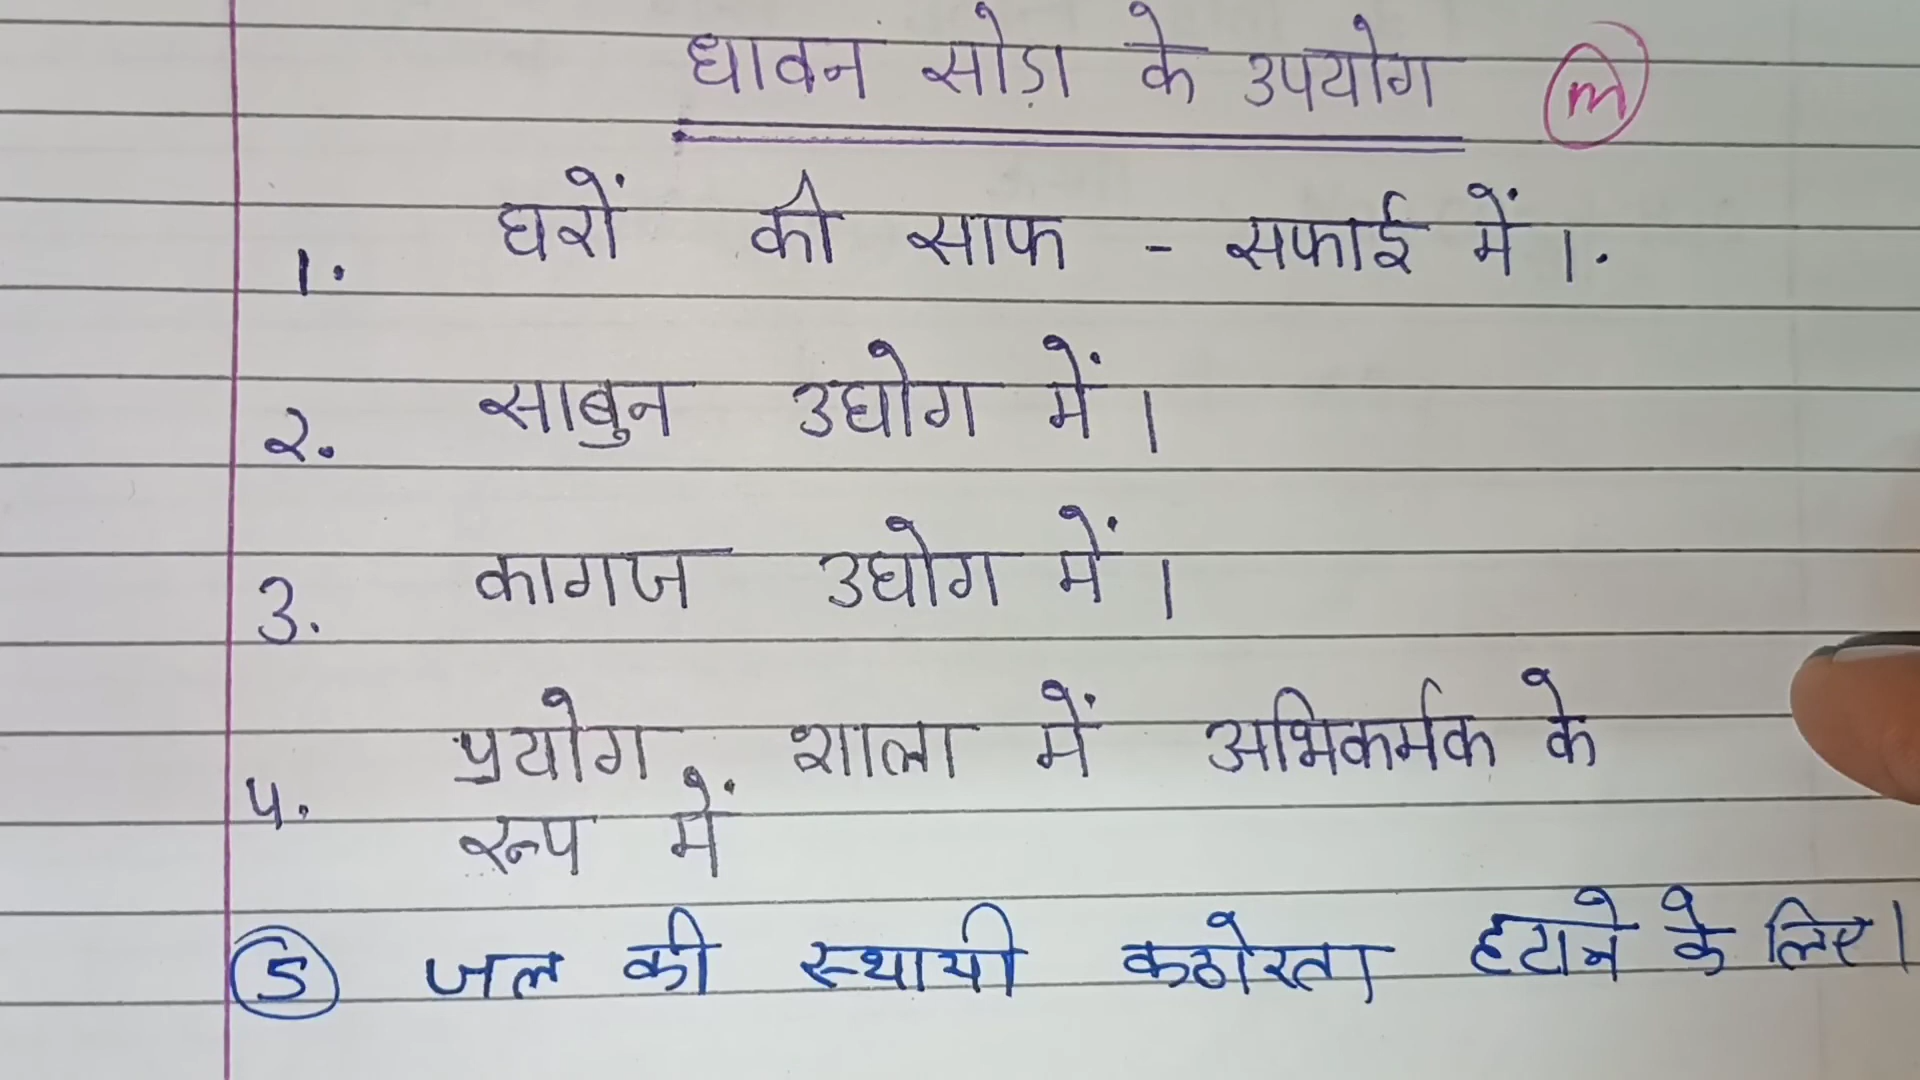 धावन सोडा के उपयोग m
1. घरों की साफ - सफाई में ।.
२. साबुन उद्योग में ।
3. कागज उद्योग में ।
4. प्रयोग शाला में अभिकर्मक के
रूप में
5 जल की स्थायी कठोरता हटाने के लिए ।